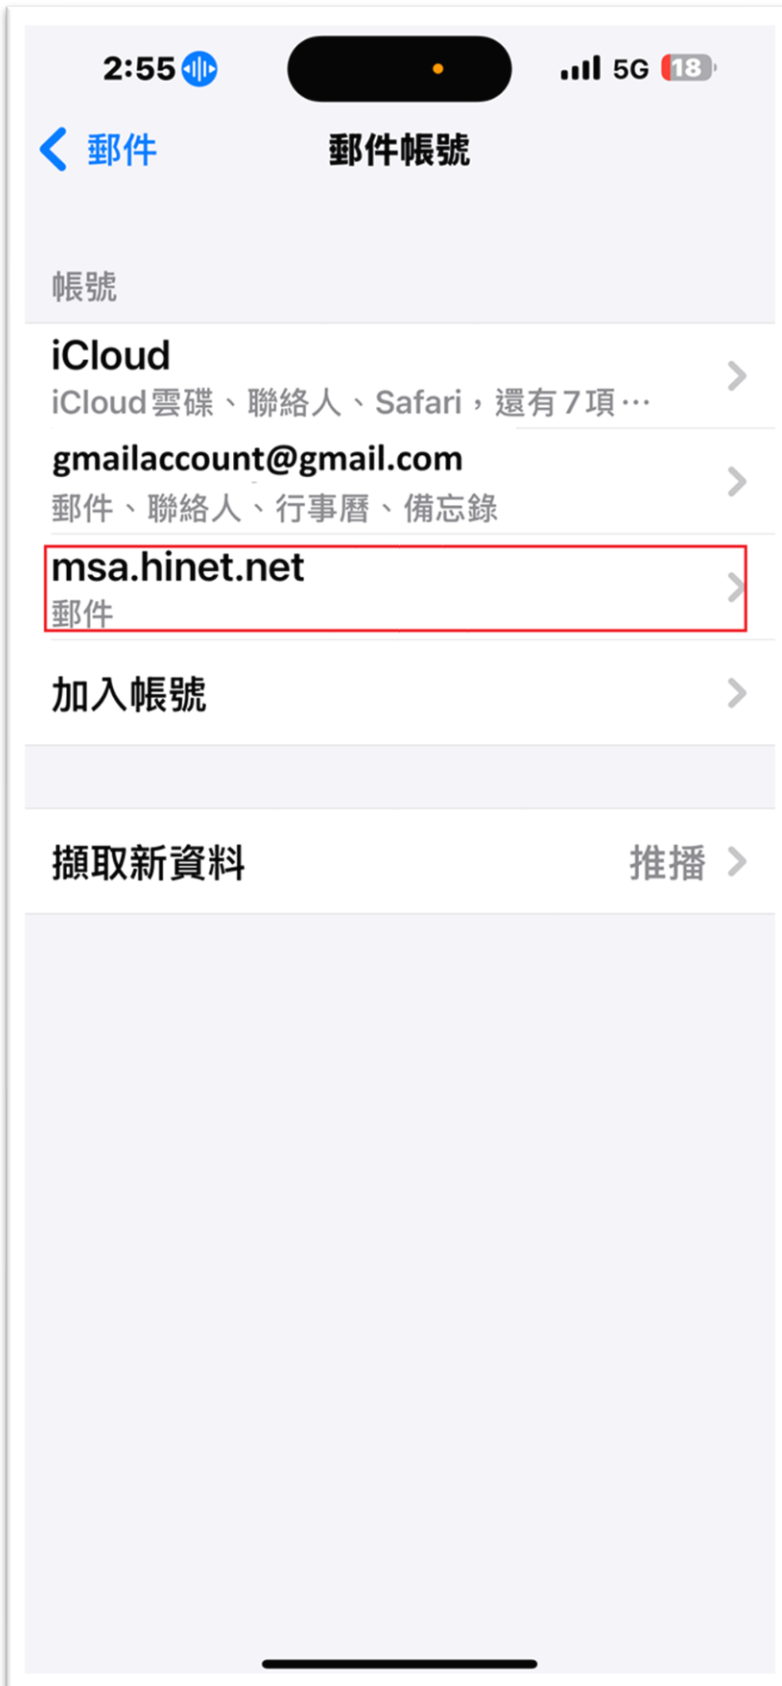 2:55 5G 18
郵件 郵件帳號
帳號
iCloud
iCloud雲碟、聯絡人、Safari，還有7項…
gmailaccount@gmail.com
郵件、聯絡人、行事曆、備忘錄
msa.hinet.net
郵件
加入帳號
擷取新資料 推播